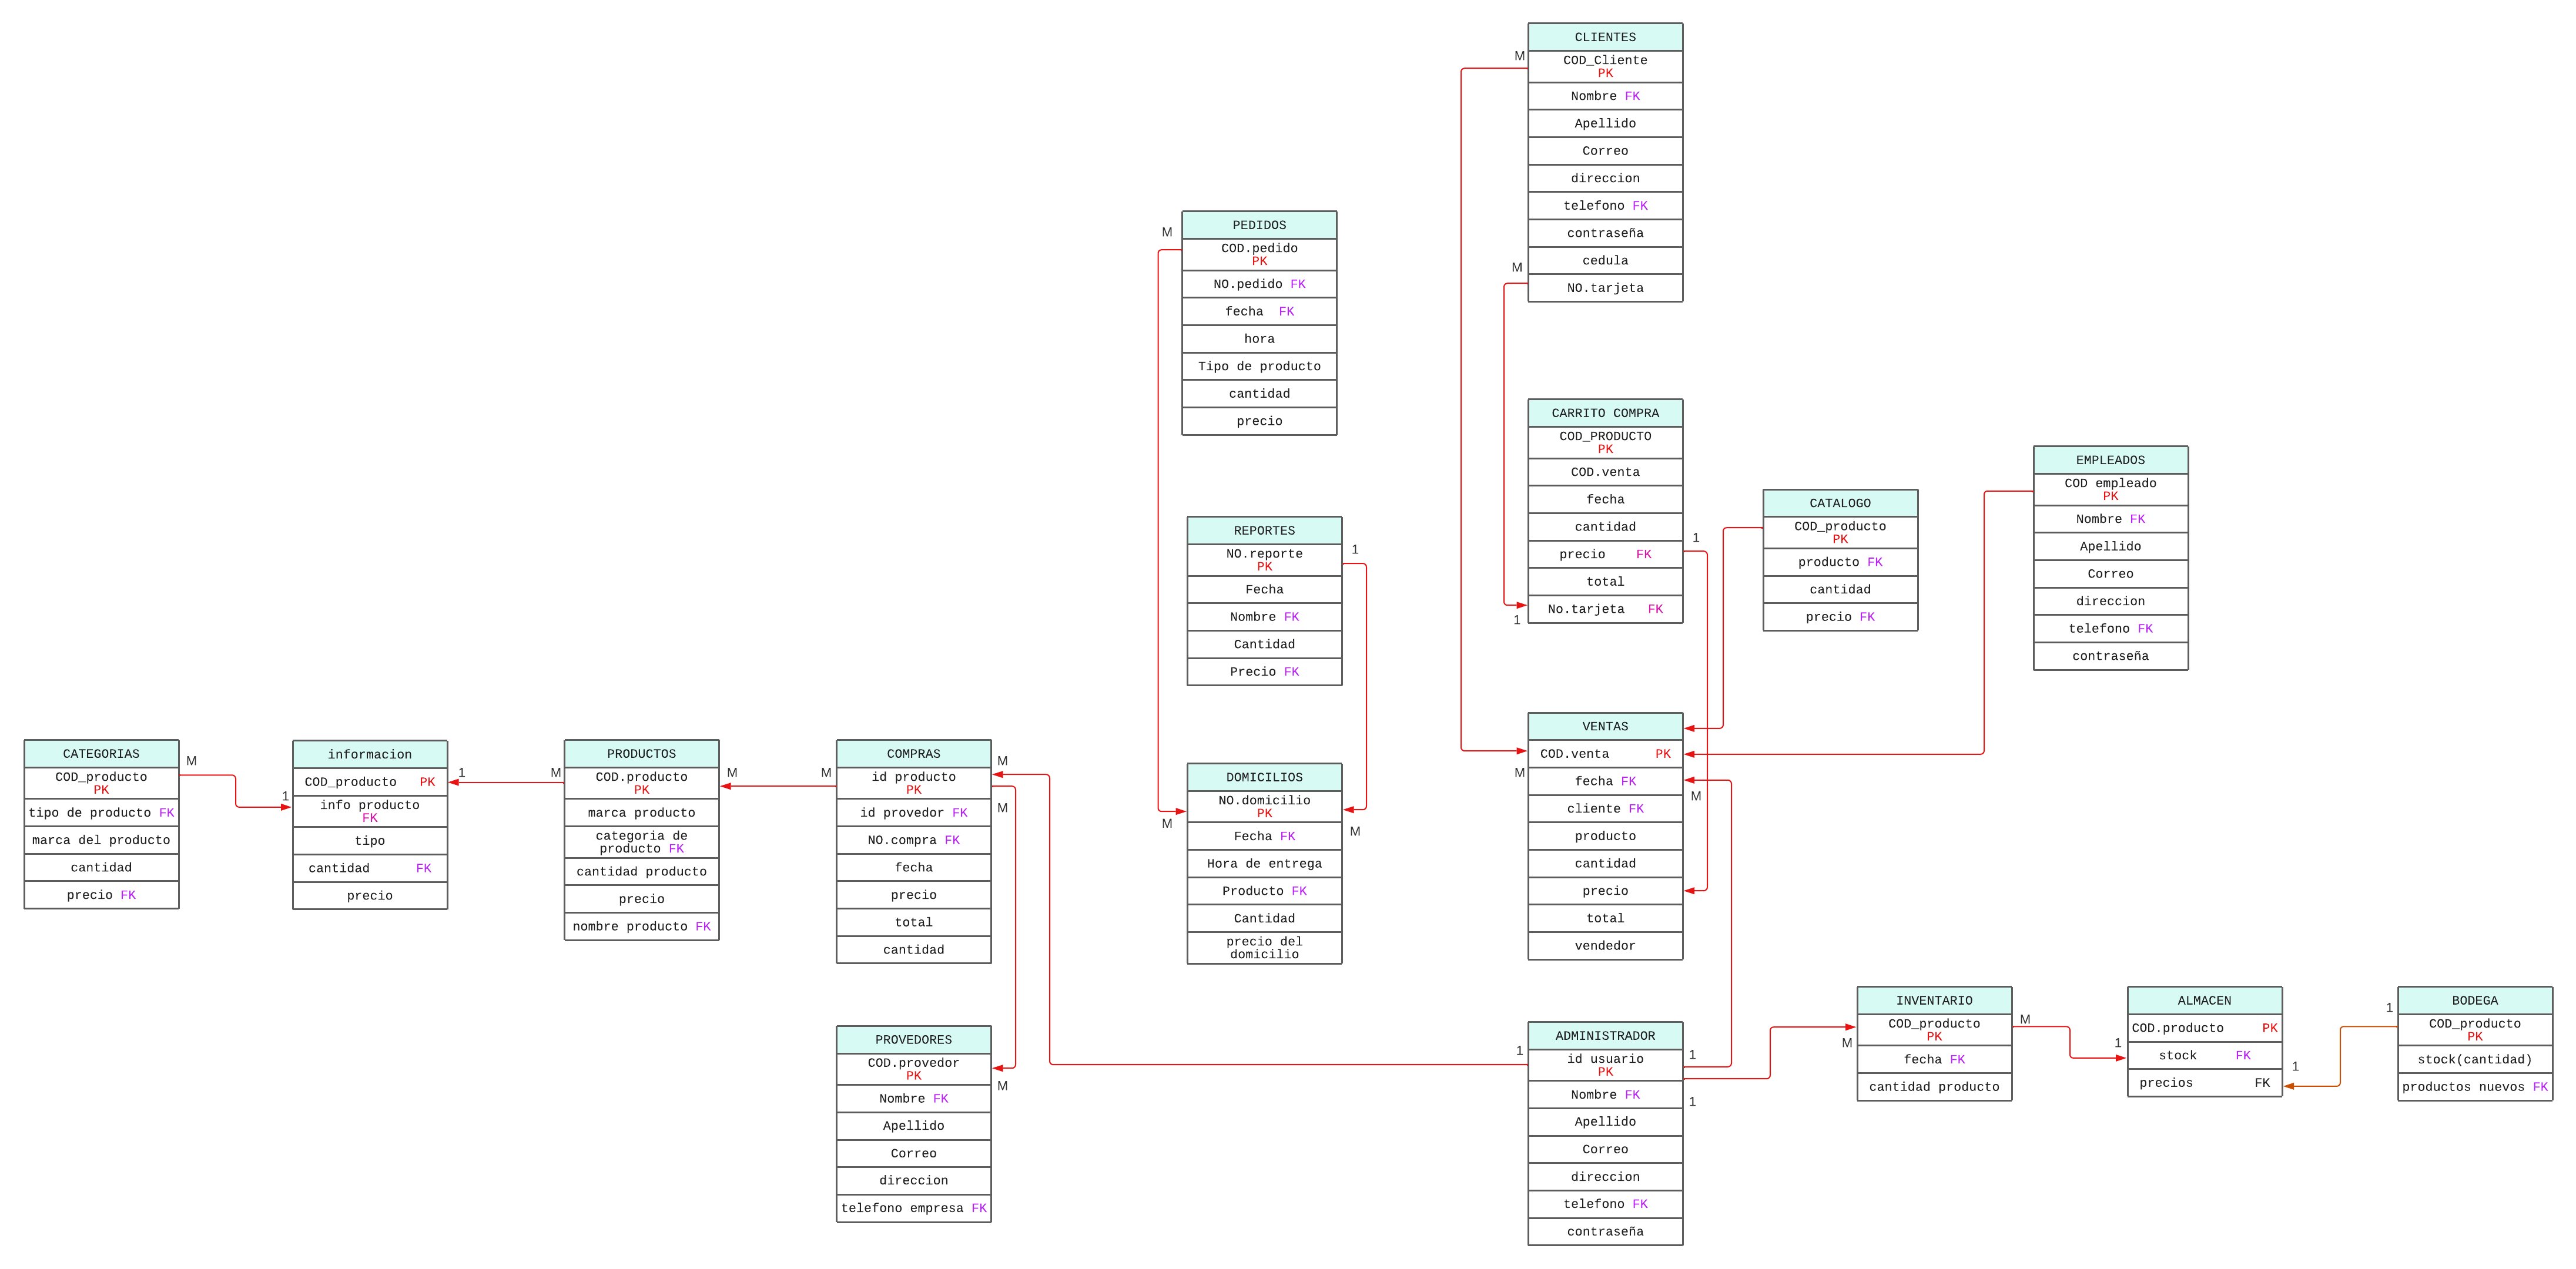 CLIENTES
COD_Cliente
PK
Nombre FK
Apellido
Correo
direccion
telefono FK
contraseña
cedula
NO.tarjeta
M
M
PEDIDOS
COD.pedido
PK
NO.pedido FK
fecha FK
hora
Tipo de producto
cantidad
precio
M
CARRITO COMPRA
COD_PRODUCTO
PK
COD.venta
fecha
cantidad
precio FK
total
No.tarjeta FK
1
1
EMPLEADOS
COD empleado
PK
Nombre FK
Apellido
Correo
direccion
telefono FK
contraseña
CATALOGO
COD_producto
PK
producto FK
cantidad
precio FK
REPORTES
NO.reporte
PK
Fecha
Nombre FK
Cantidad
Precio FK
1
CATEGORIAS
COD_producto
PK
tipo de producto FK
marca del producto
cantidad
precio FK
M
1
informacion
COD_producto PK
info producto
FK
tipo
cantidad FK
precio
1
M
PRODUCTOS
COD.producto
PK
marca producto
categoria de
producto FK
cantidad producto
precio
nombre producto FK
M
M
COMPRAS
id producto
PK
id provedor FK
NO.compra FK
fecha
precio
total
cantidad
M
M
DOMICILIOS
NO.domicilio
PK
Fecha FK
Hora de entrega
Producto FK
Cantidad
precio del
domicilio
M
M
VENTAS
COD.venta PK
fecha FK
cliente FK
producto
cantidad
precio
total
vendedor
M
M
PROVEDORES
COD.provedor
PK
Nombre FK
Apellido
Correo
direccion
telefono empresa FK
M
ADMINISTRADOR
id usuario
PK
Nombre FK
Apellido
Correo
direccion
telefono FK
contraseña
1
1
1
INVENTARIO
COD_producto
PK
fecha FK
cantidad producto
M
M
1
ALMACEN
COD.producto PK
stock FK
precios FK
1
1
BODEGA
COD_producto
PK
stock(cantidad)
productos nuevos FK